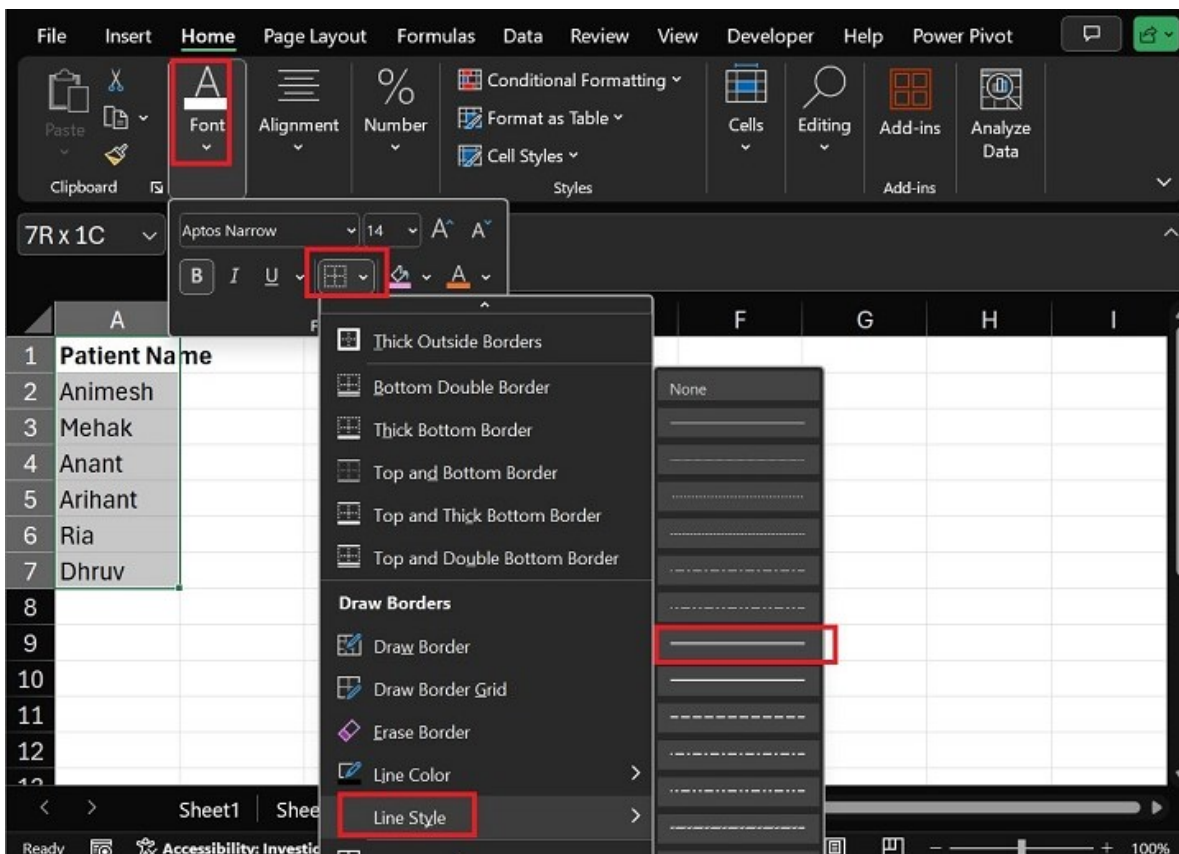 File Insert Home Page Layout Formulas Data Review View Developer Help Power Pivot
Paste
Clipboard
Font
Alignment
Number
Conditional Formatting
Format as Table
Cell Styles
Styles
Cells
Editing
Add-ins
Add-ins
Analyze
Data
7R x 1C
Aptos Narrow 14 A A
B I U A
A F G H I
1 Patient Name
2 Animesh
3 Mehak
4 Anant
5 Arihant
6 Ria
7 Dhruv
8
9
10
11
12
Thick Outside Borders
Bottom Double Border
Thick Bottom Border
Top and Bottom Border
Top and Thick Bottom Border
Top and Double Bottom Border
Draw Borders
Draw Border
Draw Border Grid
Erase Border
Line Color
Line Style
None
Sheet1 Shee
Ready Accessibility: Investig
100%